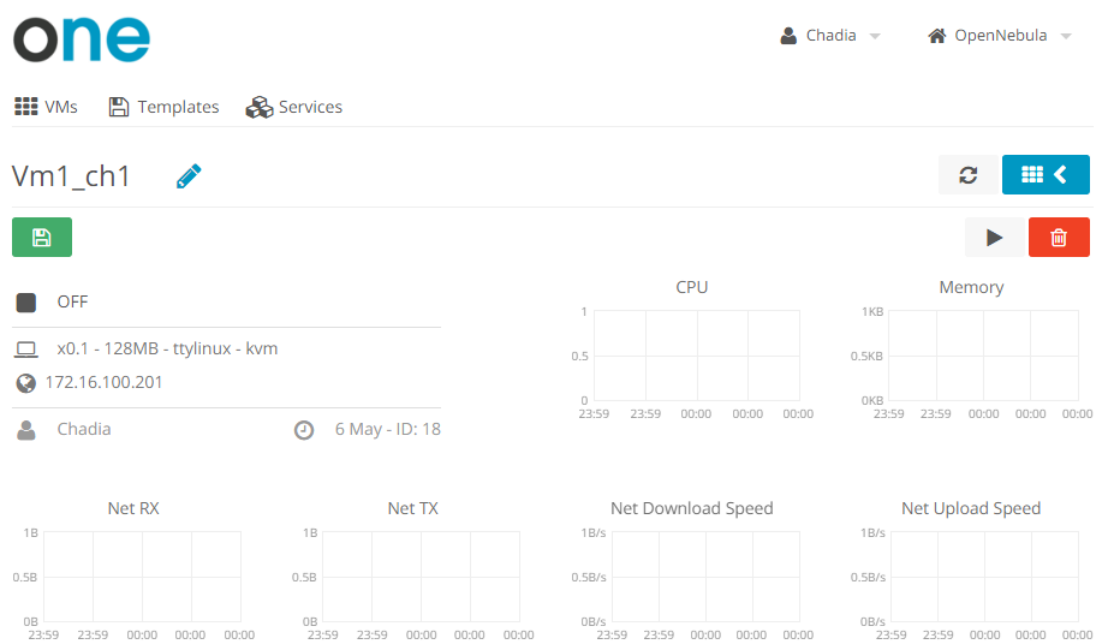 one
Chadia
OpenNebula
VMs Templates Services
Vm1_ch1
OFF
x0.1 - 128MB - ttylinux - kvm
172.16.100.201
Chadia 6 May - ID: 18
CPU
1
0.5
0
23:59 23:59 00:00 00:00 00:00
Memory
1KB
0.5KB
0KB
23:59 23:59 00:00 00:00 00:00
Net RX
1B
0.5B
0B
23:59 23:59 00:00 00:00 00:00
Net TX
1B
0.5B
0B
23:59 23:59 00:00 00:00 00:00
Net Download Speed
1B/s
0.5B/s
0B/s
23:59 23:59 00:00 00:00 00:00
Net Upload Speed
1B/s
0.5B/s
0B/s
23:59 23:59 00:00 00:00 00:00